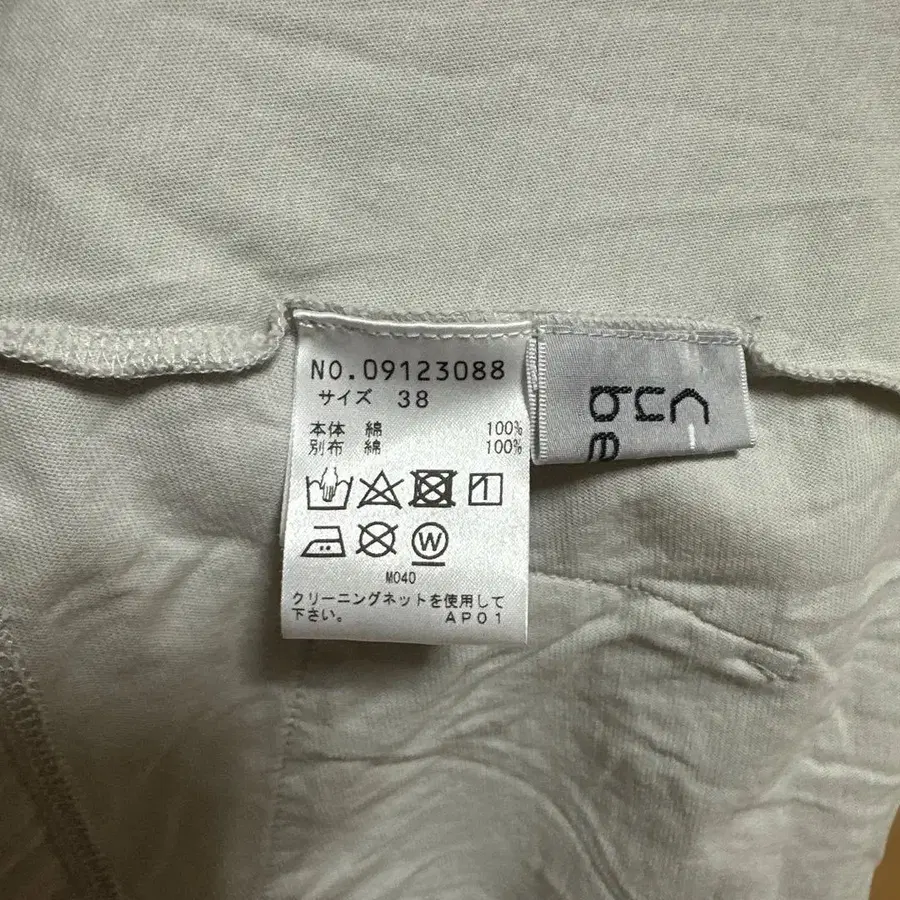 NO.09123088
サイズ 38
本体 綿 100%
別布 綿 100%
W
M040
クリーニングネットを使用して
下さい。 AP01